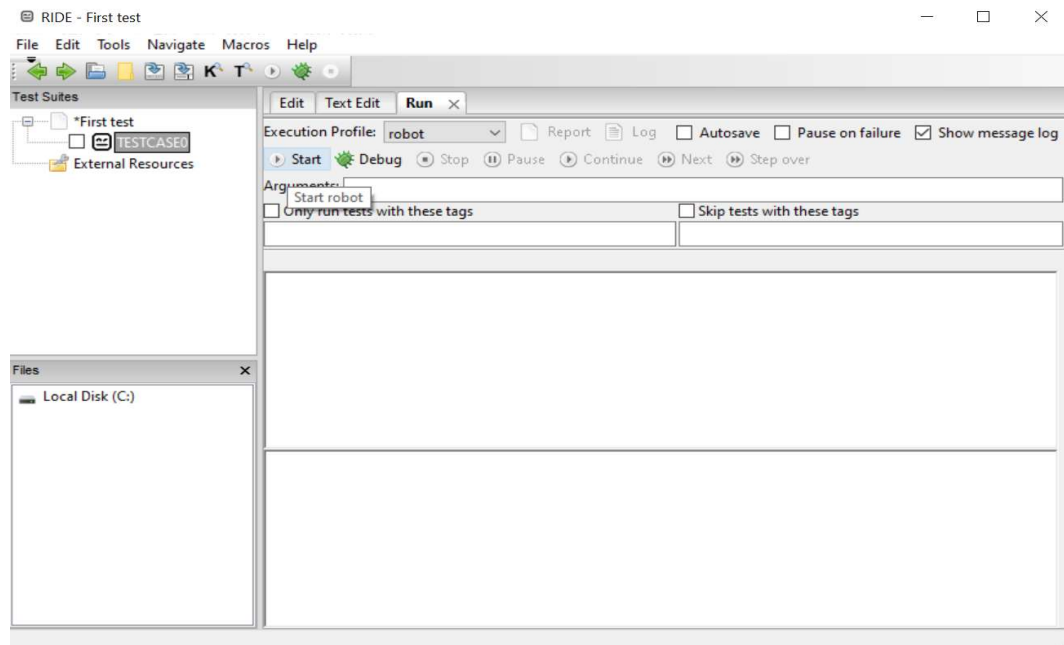 RIDE - First test
File Edit Tools Navigate Macros Help
Test Suites
*First test
TESTCASE0
External Resources
Edit Text Edit Run
Execution Profile: robot Report Log Autosave Pause on failure Show message log
Start Debug Stop Pause Continue Next Step over
Arguments:
Start robot
Only run tests with these tags Skip tests with these tags
Files
Local Disk (C:)